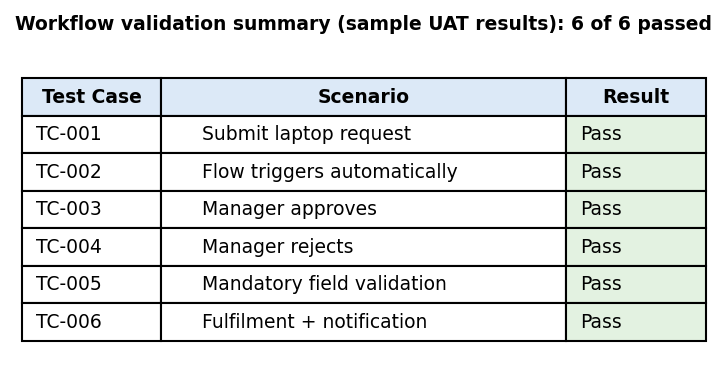 Workflow validation summary (sample UAT results): 6 of 6 passed
Test Case Scenario Result
TC-001 Submit laptop request Pass
TC-002 Flow triggers automatically Pass
TC-003 Manager approves Pass
TC-004 Manager rejects Pass
TC-005 Mandatory field validation Pass
TC-006 Fulfilment + notification Pass